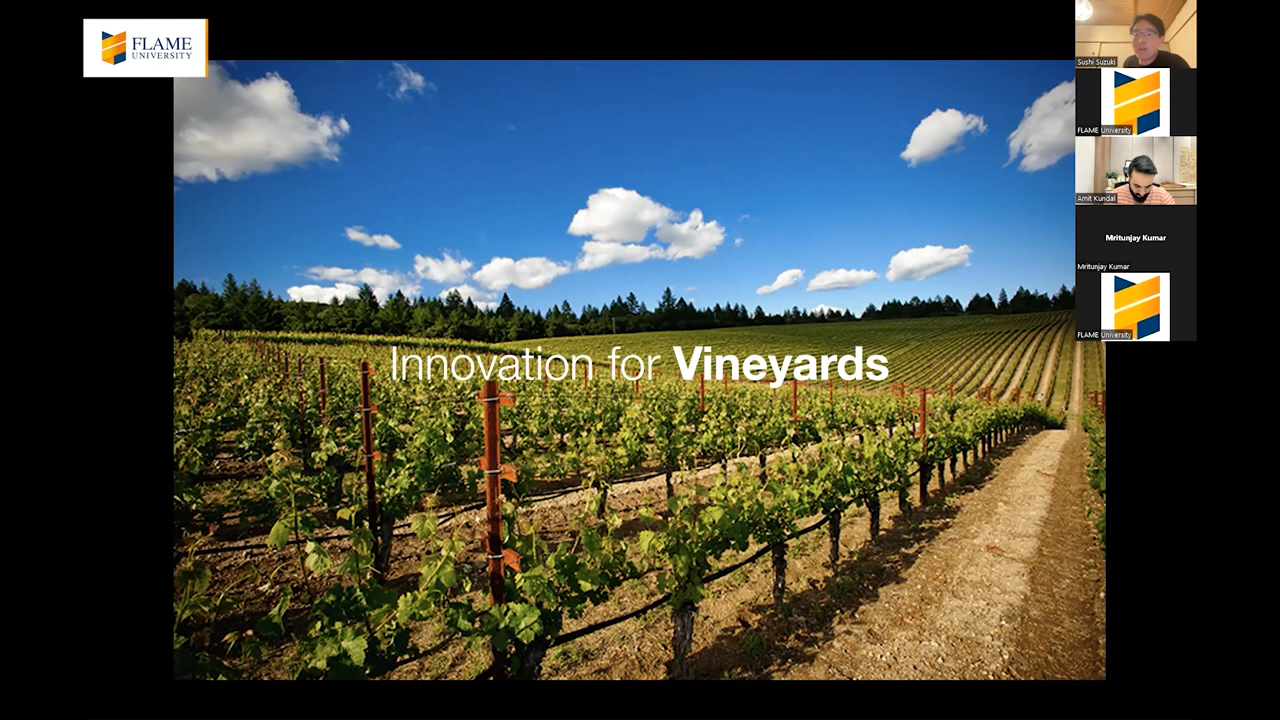 FLAME
UNIVERSITY
Innovation for Vineyards
Sushi Suzuki
FLAME University
Amit Kundal
Mritunjay Kumar
Mritunjay Kumar
FLAME University